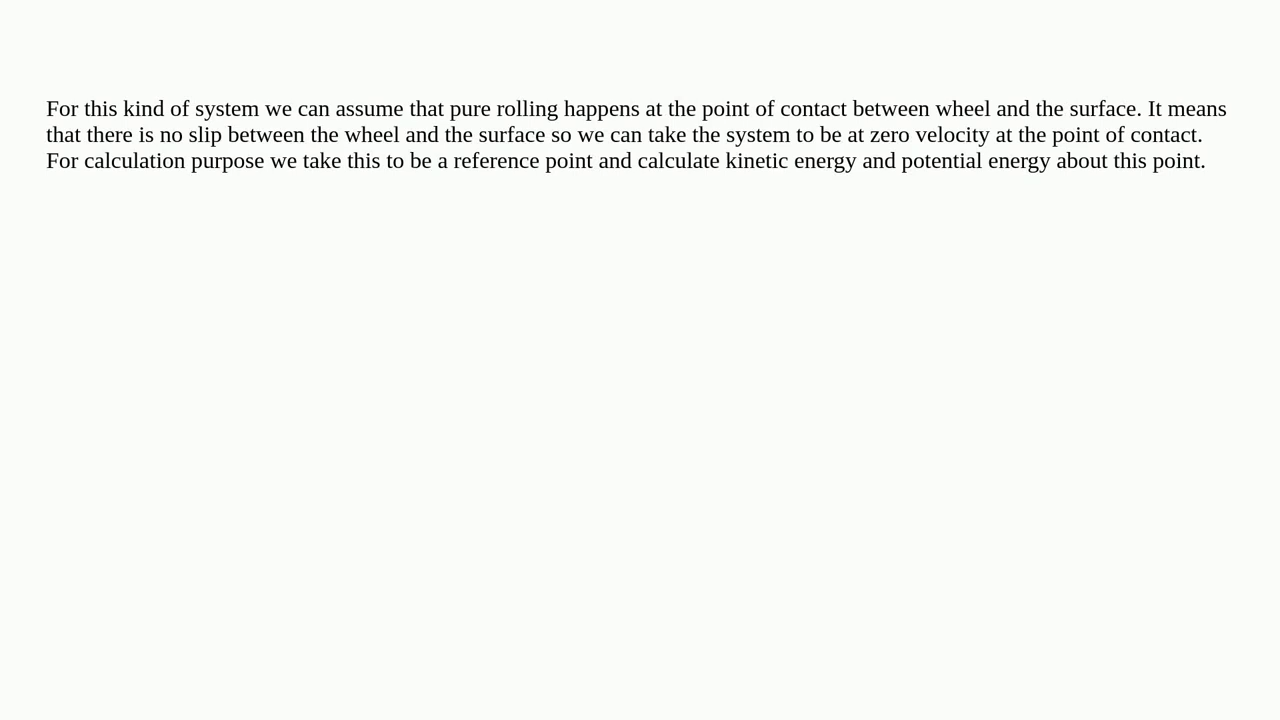 For this kind of system we can assume that pure rolling happens at the point of contact between wheel and the surface. It means
that there is no slip between the wheel and the surface so we can take the system to be at zero velocity at the point of contact.
For calculation purpose we take this to be a reference point and calculate kinetic energy and potential energy about this point.